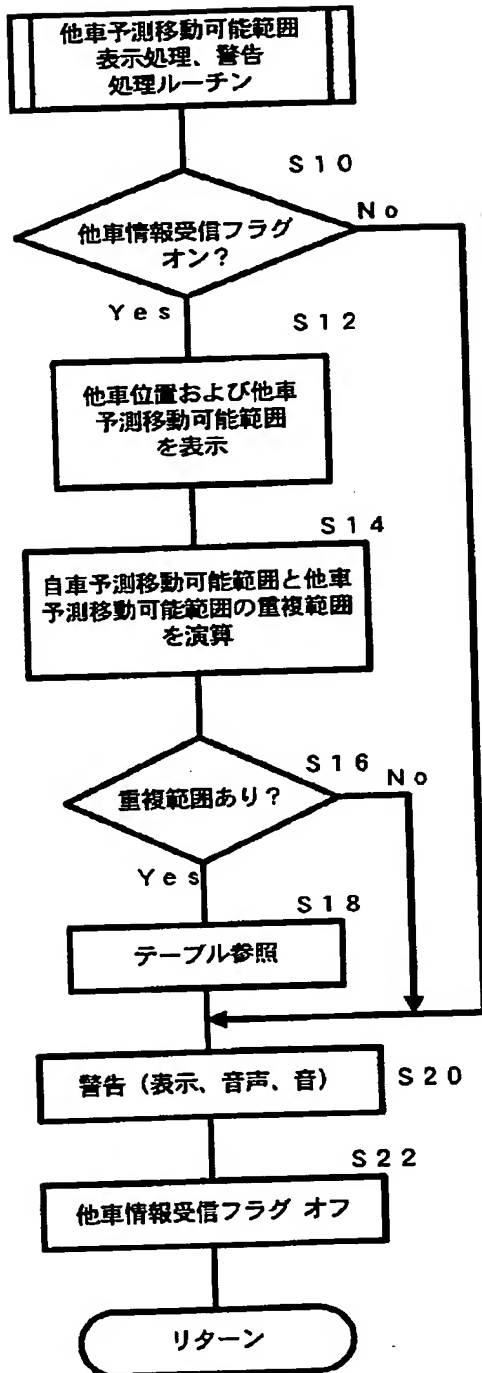 他車予測移動可能範囲
表示処理、警告
処理ルーチン
S10
他車情報受信フラグ
オン?
No
Yes
S12
他車位置および他車
予測移動可能範囲
を表示
S14
自車予測移動可能範囲と他車
予測移動可能範囲の重複範囲
を演算
S16
重複範囲あり?
No
Yes
S18
テーブル参照
警告(表示、音声、音)
S20
S22
他車情報受信フラグ オフ
リターン